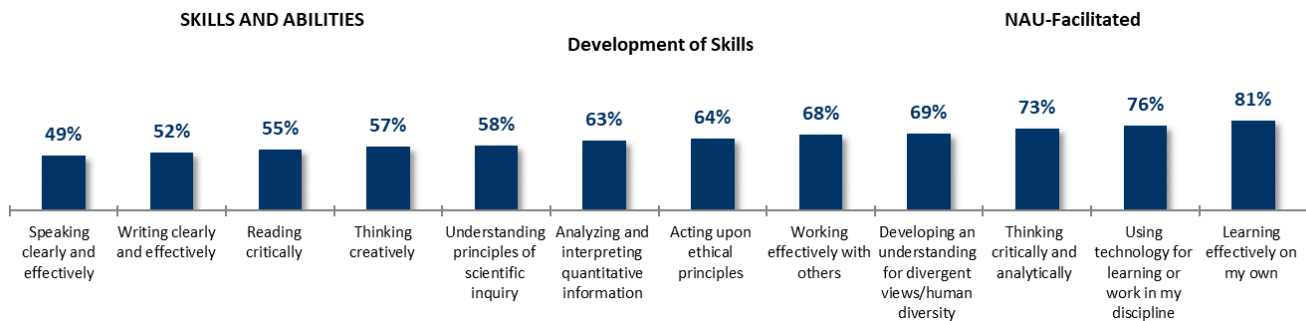 SKILLS AND ABILITIES
NAU-Facilitated
Development of Skills
49%
52%
55%
57%
58%
63%
64%
68%
69%
73%
76%
81%
Speaking
clearly and
effectively
Writing clearly
and effectively
Reading
critically
Thinking
creatively
Understanding
principles of
scientific
inquiry
Analyzing and
interpreting
quantitative
information
Acting upon
ethical
principles
Working
effectively with
others
Developing an
understanding
for divergent
views/human
diversity
Thinking
critically and
analytically
Using
technology for
learning or
work in my
discipline
Learning
effectively on
my own